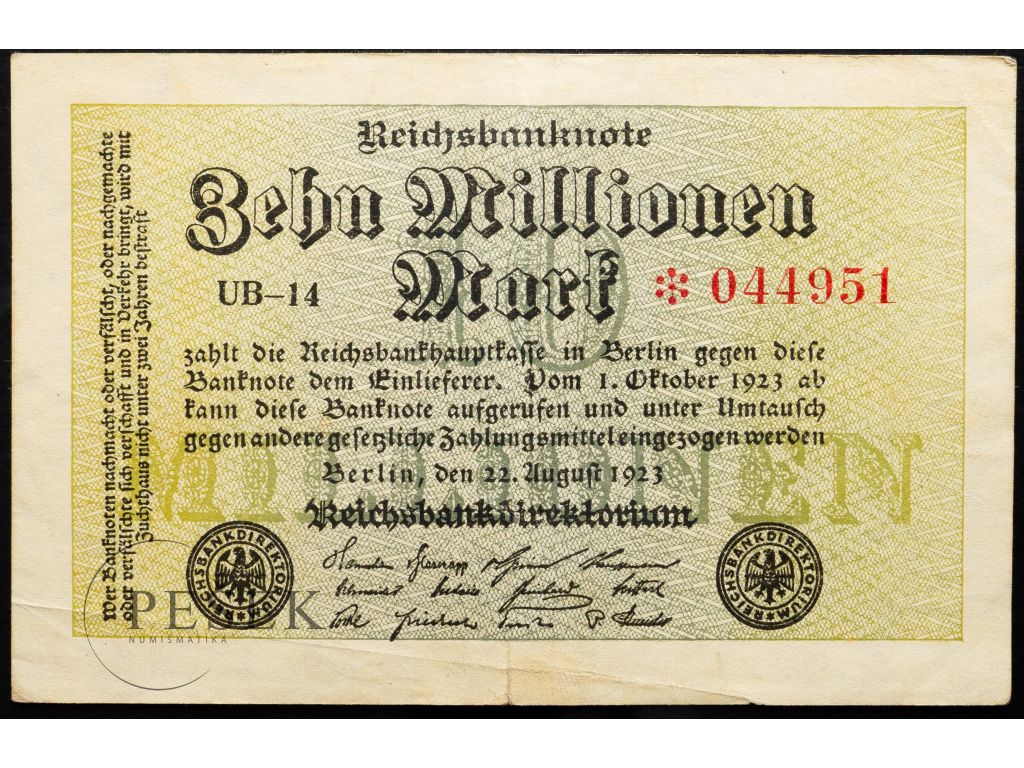 Reichsbanknote
Zehn Millionen
Mark
UB-14
* 044951
10
zahlt die Reichsbankhauptkasse in Berlin gegen diese
Banknote dem Einlieferer. Vom 1. Oktober 1923 ab
kann diese Banknote aufgerufen und unter Umtausch
gegen andere gesetzliche Zahlungsmittel eingezogen werden
MILLIONEN
Berlin, den 22. August 1923
Reichsbankdirektorium
REICHSBANKDIREKTORIUM
REICHSBANKDIREKTORIUM
Wer Banknoten nachmacht oder verfälscht, oder nachgemachte
oder verfälschte sich verschafft und in Verkehr bringt, wird mit
Zuchthaus nicht unter zwei Jahren bestraft
NUMISMATIKA